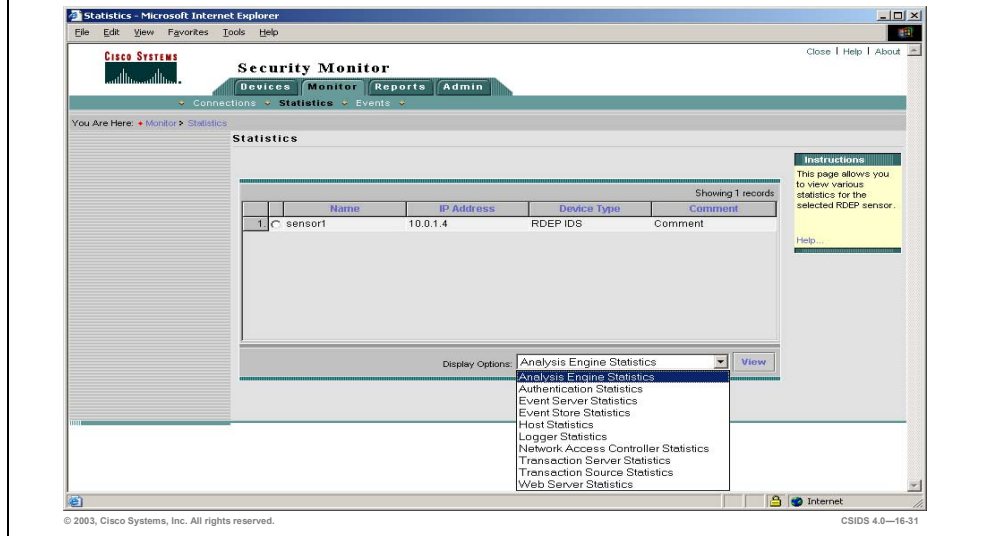 Statistics - Microsoft Internet Explorer
File Edit View Favorites Tools Help
Close | Help | About
CISCO SYSTEMS
Security Monitor
Devices Monitor Reports Admin
Connections Statistics Events
You Are Here: Monitor > Statistics
Statistics
Instructions
This page allows you
to view various
statistics for the
selected RDEP sensor.
Help...
Showing 1 records
Name IP Address Device Type Comment
1. sensor1 10.0.1.4 RDEP IDS Comment
Display Options: Analysis Engine Statistics View
Analysis Engine Statistics
Authentication Statistics
Event Server Statistics
Event Store Statistics
Host Statistics
Logger Statistics
Network Access Controller Statistics
Transaction Server Statistics
Transaction Source Statistics
Web Server Statistics
Internet
© 2003, Cisco Systems, Inc. All rights reserved. CSIDS 4.0—16-31